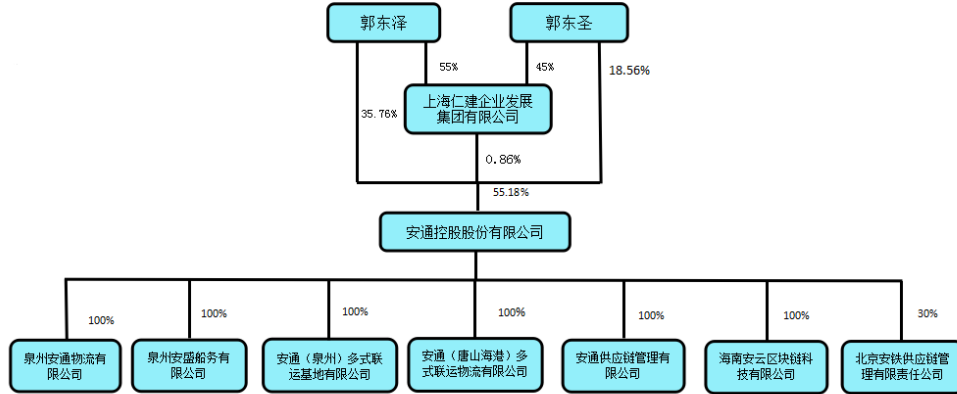 郭东泽
郭东圣
55%
45%
18.56%
35.76%
上海仁建企业发展
集团有限公司
0.86%
55.18%
安通控股股份有限公司
100%
100%
100%
100%
100%
100%
30%
泉州安通物流有
限公司
泉州安盛船务有
限公司
安通（泉州）多式联
运基地有限公司
安通（唐山海港）多
式联运物流有限公司
安通供应链管理有
限公司
海南安云区块链科
技有限公司
北京安铁供应链管
理有限责任公司